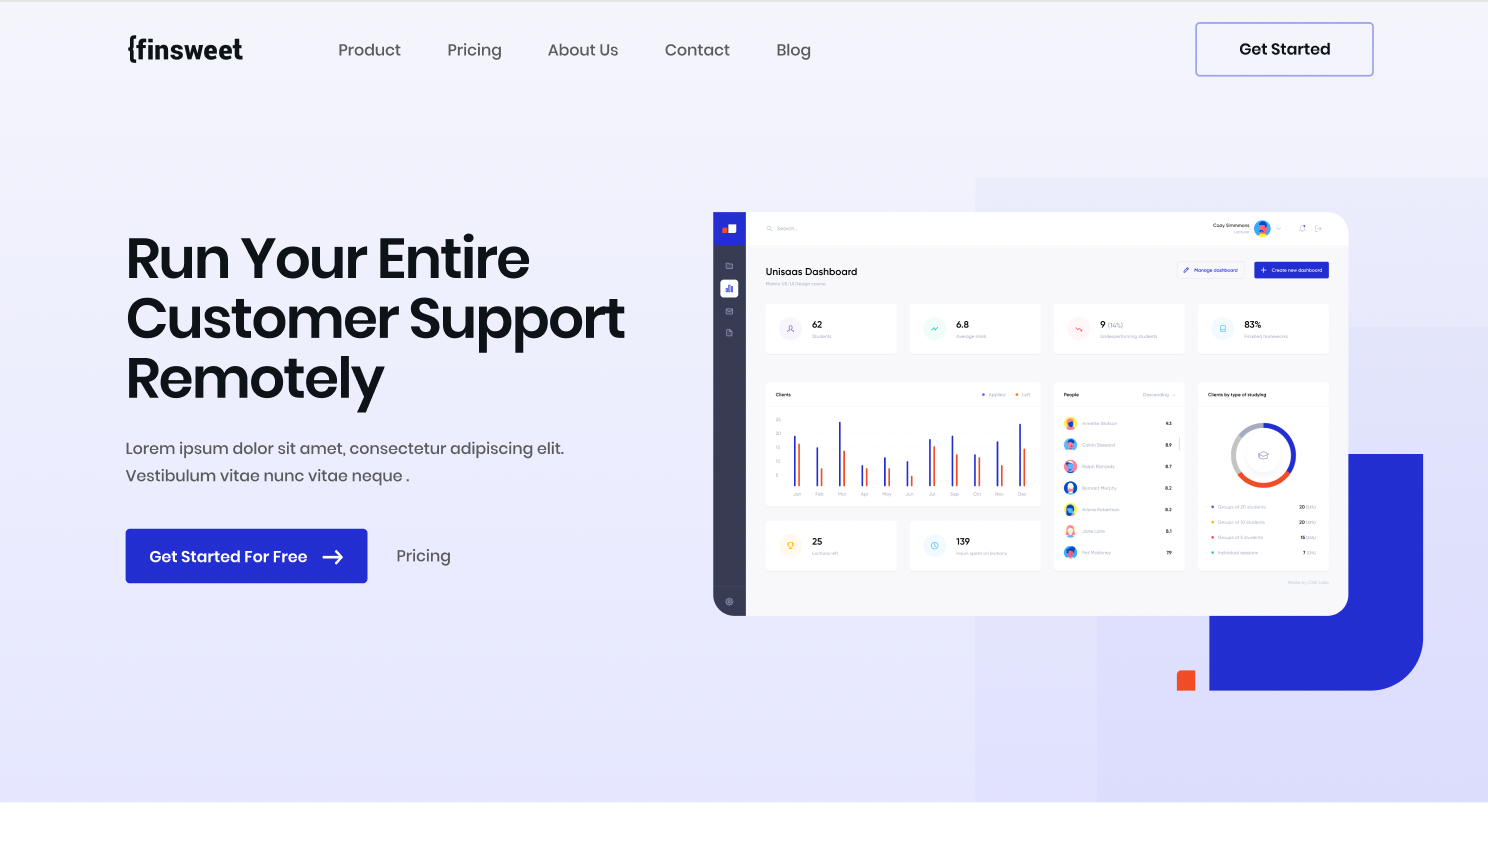 {finsweet
Product
Pricing
About Us
Contact
Blog
Get Started
Run Your Entire
Customer Support
Remotely
Lorem ipsum dolor sit amet, consectetur adipiscing elit.
Vestibulum vitae nunc vitae neque .
Get Started For Free
Pricing
Search...
Cody Simmmons
Lecturer
Unisaas Dashboard
Mobile UX/UI Design course
Manage dashboard
Create new dashboard
62
Students
6.8
Average mark
9 (14%)
Underperforming students
83%
Finished homeworks
Clients
Applied
Left
25
20
15
10
5
Jan Feb Mar Apr May Jun Jul Sep Oct Nov Dec
25
Lections left
139
Hours spent on lections
People
Descending
Annette Watson 9.3
Calvin Steward 8.9
Ralph Richards 8.7
Bernard Murphy 8.2
Arlene Robertson 8.2
Jane Lane 8.1
Pat Mckinney 7.9
Clients by type of studying
Groups of 20 students 20
Groups of 10 students 20
Groups of 5 students 15
Individual sessions 7